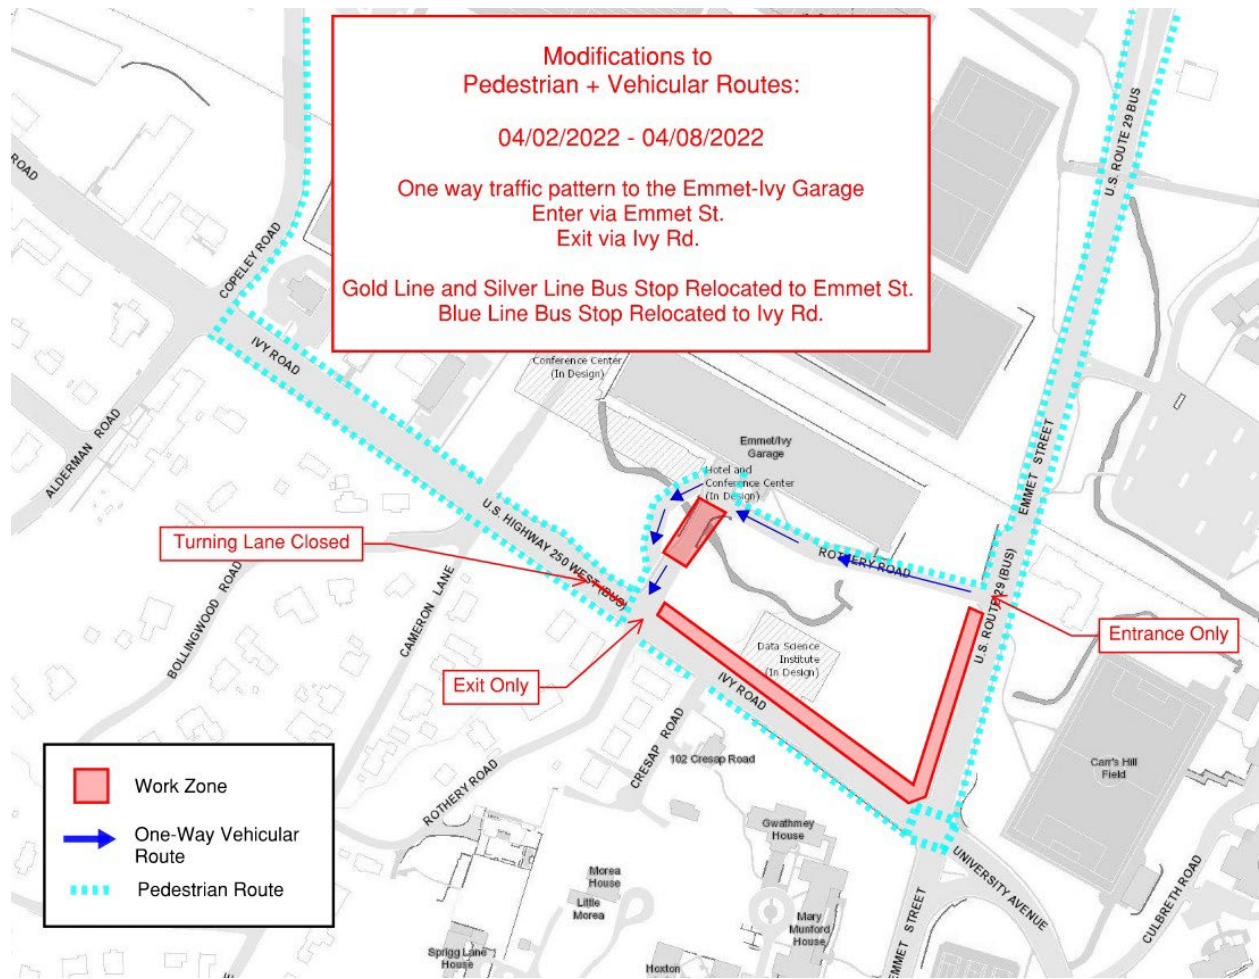 Modifications to
Pedestrian + Vehicular Routes:
04/02/2022 - 04/08/2022
One way traffic pattern to the Emmet-Ivy Garage
Enter via Emmet St.
Exit via Ivy Rd.
Gold Line and Silver Line Bus Stop Relocated to Emmet St.
Blue Line Bus Stop Relocated to Ivy Rd.
U.S. ROUTE 29 BUS
ROAD
COPELEY ROAD
IVY ROAD
ALDERMAN ROAD
Conference Center
(In Design)
Emmet/Ivy
Garage
Hotel and
Conference Center
(In Design)
EMMET STREET
U.S. HIGHWAY 250 WEST (BUS)
Turning Lane Closed
ROTHERY ROAD
U.S. ROUTE 29 (BUS)
Entrance Only
BOLLINGWOOD ROAD
CAMERON LANE
Exit Only
Data Science
Institute
(In Design)
IVY ROAD
CRESAP ROAD
102 Cresap Road
ROTHERY ROAD
Carr's Hill
Field
Work Zone
One-Way Vehicular
Route
Pedestrian Route
Gwathmey
House
Morea
House
Little
Morea
Mary
Munford
House
UNIVERSITY AVENUE
EMMET STREET
CULBRETH ROAD
Sprigg Lane
House
Hoxton